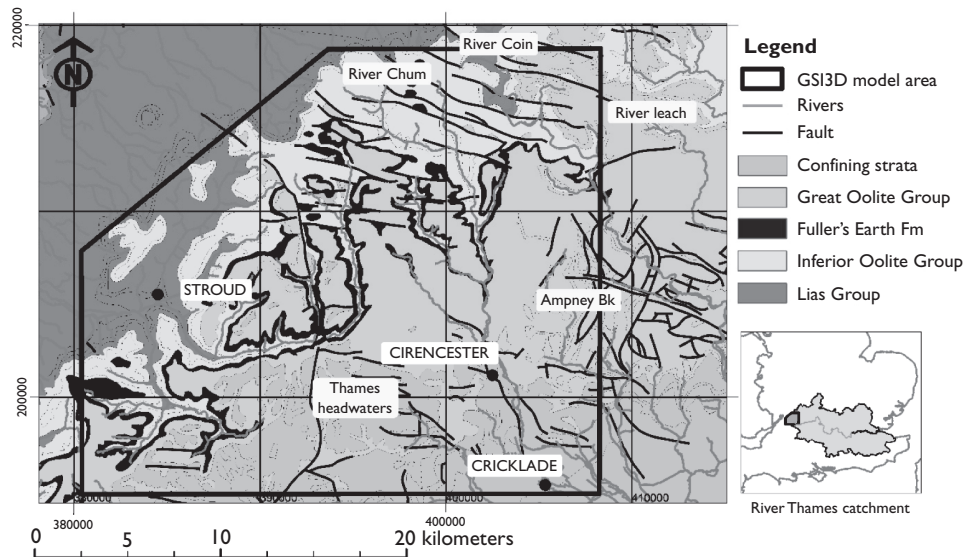 220000
N
River Coin
River Chum
River leach
STROUD
Ampney Bk
CIRENCESTER
200000
Thames
headwaters
CRICKLADE
380000
390000
400000
410000
380000
400000
0 5 10 20 kilometers
Legend
GSI3D model area
Rivers
Fault
Confining strata
Great Oolite Group
Fuller's Earth Fm
Inferior Oolite Group
Lias Group
River Thames catchment